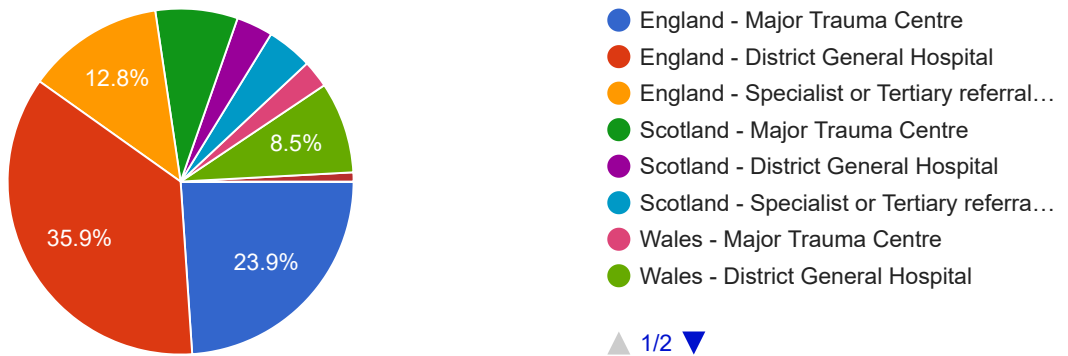 12.8%
8.5%
35.9%
23.9%
England - Major Trauma Centre
England - District General Hospital
England - Specialist or Tertiary referral…
Scotland - Major Trauma Centre
Scotland - District General Hospital
Scotland - Specialist or Tertiary referra…
Wales - Major Trauma Centre
Wales - District General Hospital
1/2